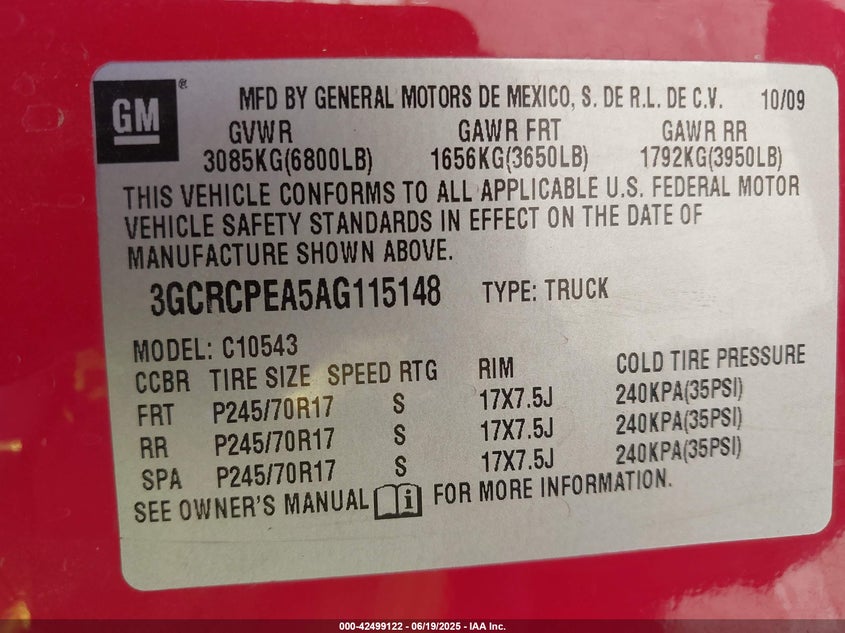 GM ®
MFD BY GENERAL MOTORS DE MEXICO, S. DE R.L. DE C.V. 10/09
GVWR GAWR FRT GAWR RR
3085KG(6800LB) 1656KG(3650LB) 1792KG(3950LB)
THIS VEHICLE CONFORMS TO ALL APPLICABLE U.S. FEDERAL MOTOR
VEHICLE SAFETY STANDARDS IN EFFECT ON THE DATE OF
MANUFACTURE SHOWN ABOVE.
3GCRCPEA5AG115148 TYPE: TRUCK
MODEL: C10543
CCBR TIRE SIZE SPEED RTG RIM COLD TIRE PRESSURE
FRT P245/70R17 S 17X7.5J 240KPA(35PSI)
RR P245/70R17 S 17X7.5J 240KPA(35PSI)
SPA P245/70R17 S 17X7.5J 240KPA(35PSI)
SEE OWNER'S MANUAL i FOR MORE INFORMATION.
000-42499122 - 06/19/2025 - IAA Inc.